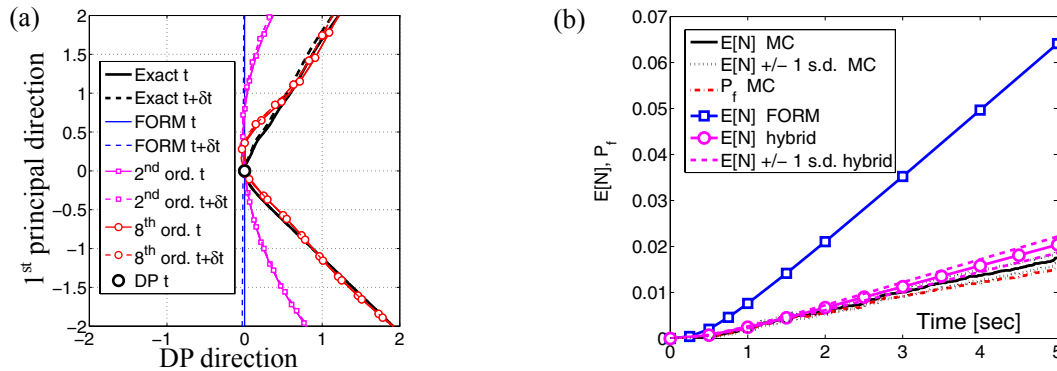 (a)
1st principal direction
2
1.5
1
0.5
0
−0.5
−1
−1.5
−2
Exact t
Exact t+δt
FORM t
FORM t+δt
2nd ord. t
2nd ord. t+δt
8th ord. t
8th ord. t+δt
DP t
−2 −1 0 1 2
DP direction
(b)
E[N], Pf
0.07
0.06
0.05
0.04
0.03
0.02
0.01
0
E[N] MC
E[N] +/− 1 s.d. MC
P_f MC
E[N] FORM
E[N] hybrid
E[N] +/− 1 s.d. hybrid
Time [sec]
0 1 2 3 4 5